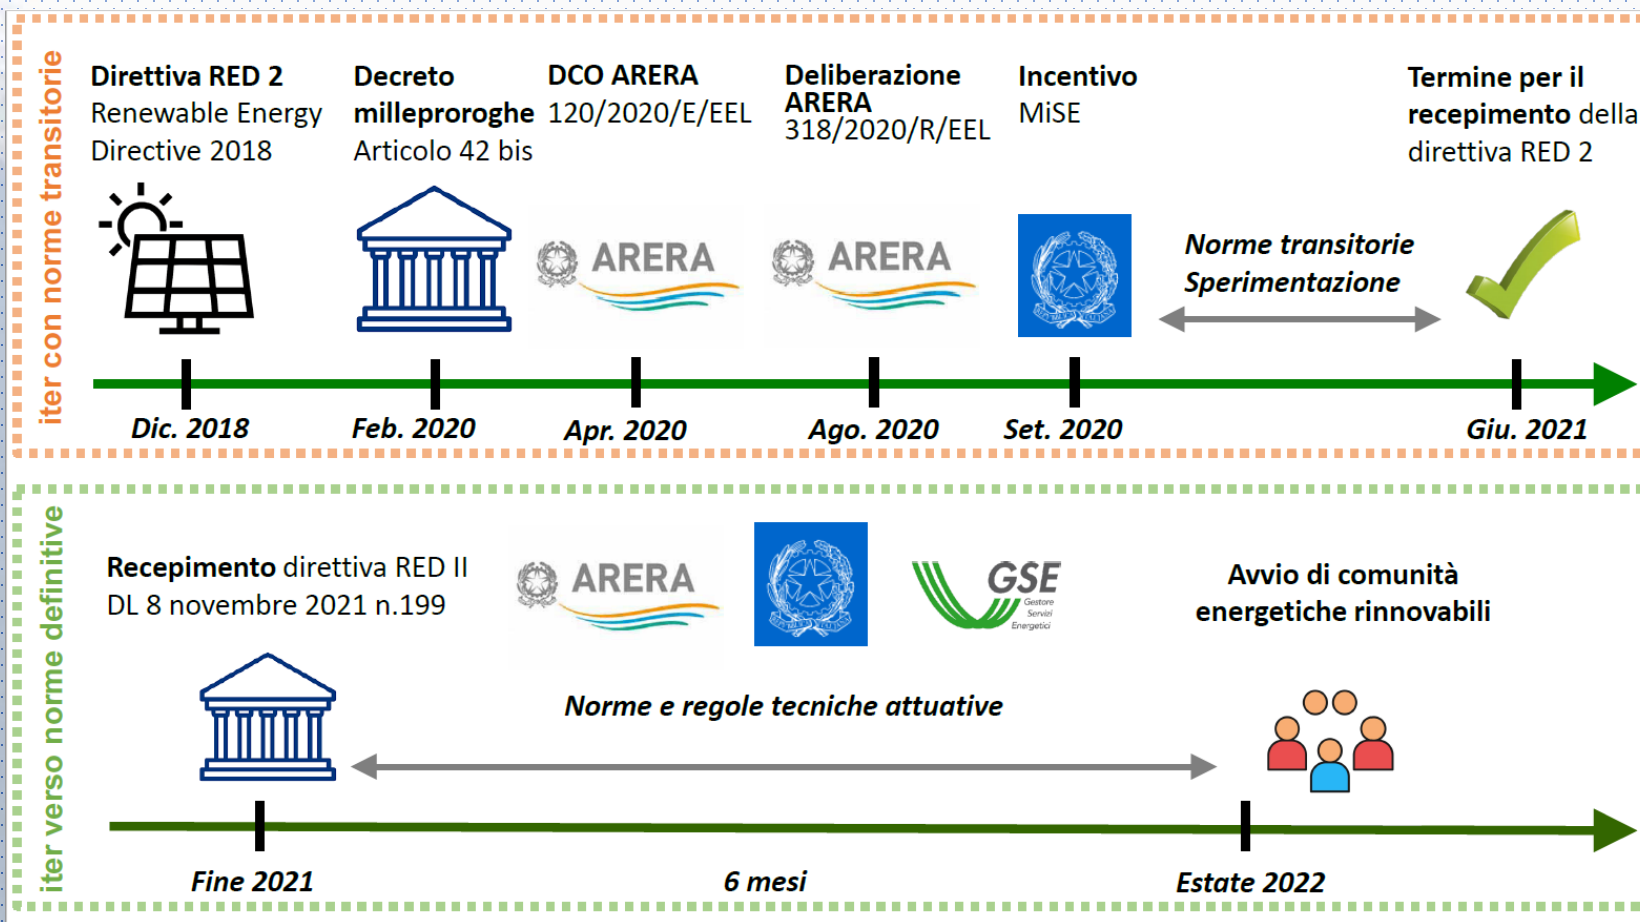 iter con norme transitorie
Direttiva RED 2
Renewable Energy
Directive 2018
Decreto
milleproroghe
Articolo 42 bis
DCO ARERA
120/2020/E/EEL
Deliberazione
ARERA
318/2020/R/EEL
Incentivo
MiSE
Termine per il
recepimento della
direttiva RED 2
ARERA
ARERA
Norme transitorie
Sperimentazione
Dic. 2018
Feb. 2020
Apr. 2020
Ago. 2020
Set. 2020
Giu. 2021
iter verso norme definitive
Recepimento direttiva RED II
DL 8 novembre 2021 n.199
ARERA
GSE
Gestore
Servizi
Energetici
Avvio di comunità
energetiche rinnovabili
Norme e regole tecniche attuative
Fine 2021
6 mesi
Estate 2022